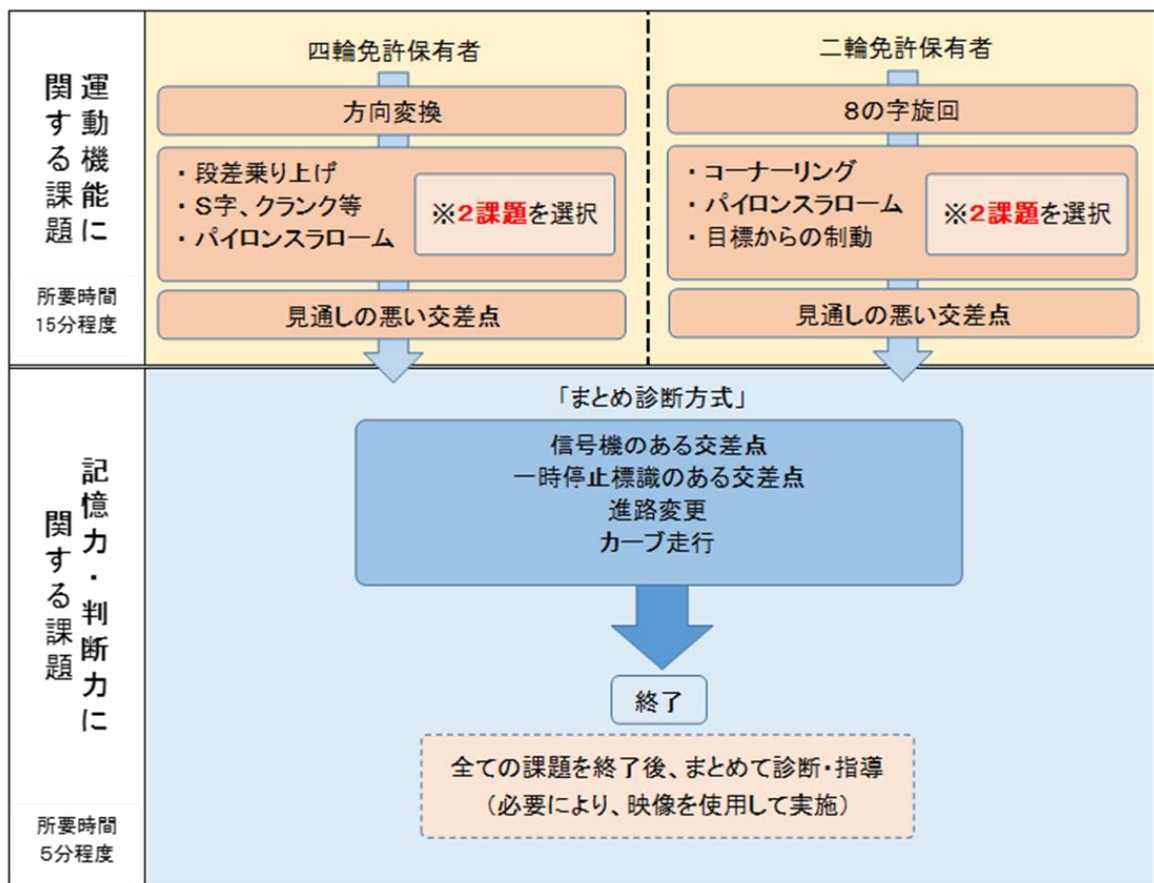 運動機能に
関する課題
所要時間
15分程度
四輪免許保有者
方向変換
・段差乗り上げ
・S字、クランク等
・パイロンスラローム
※2課題を選択
見通しの悪い交差点
二輪免許保有者
8の字旋回
・コーナーリング
・パイロンスラローム
・目標からの制動
※2課題を選択
見通しの悪い交差点
記憶力・判断力に
関する課題
所要時間
5分程度
「まとめ診断方式」
信号機のある交差点
一時停止標識のある交差点
進路変更
カーブ走行
終了
全ての課題を終了後、まとめて診断・指導
（必要により、映像を使用して実施）